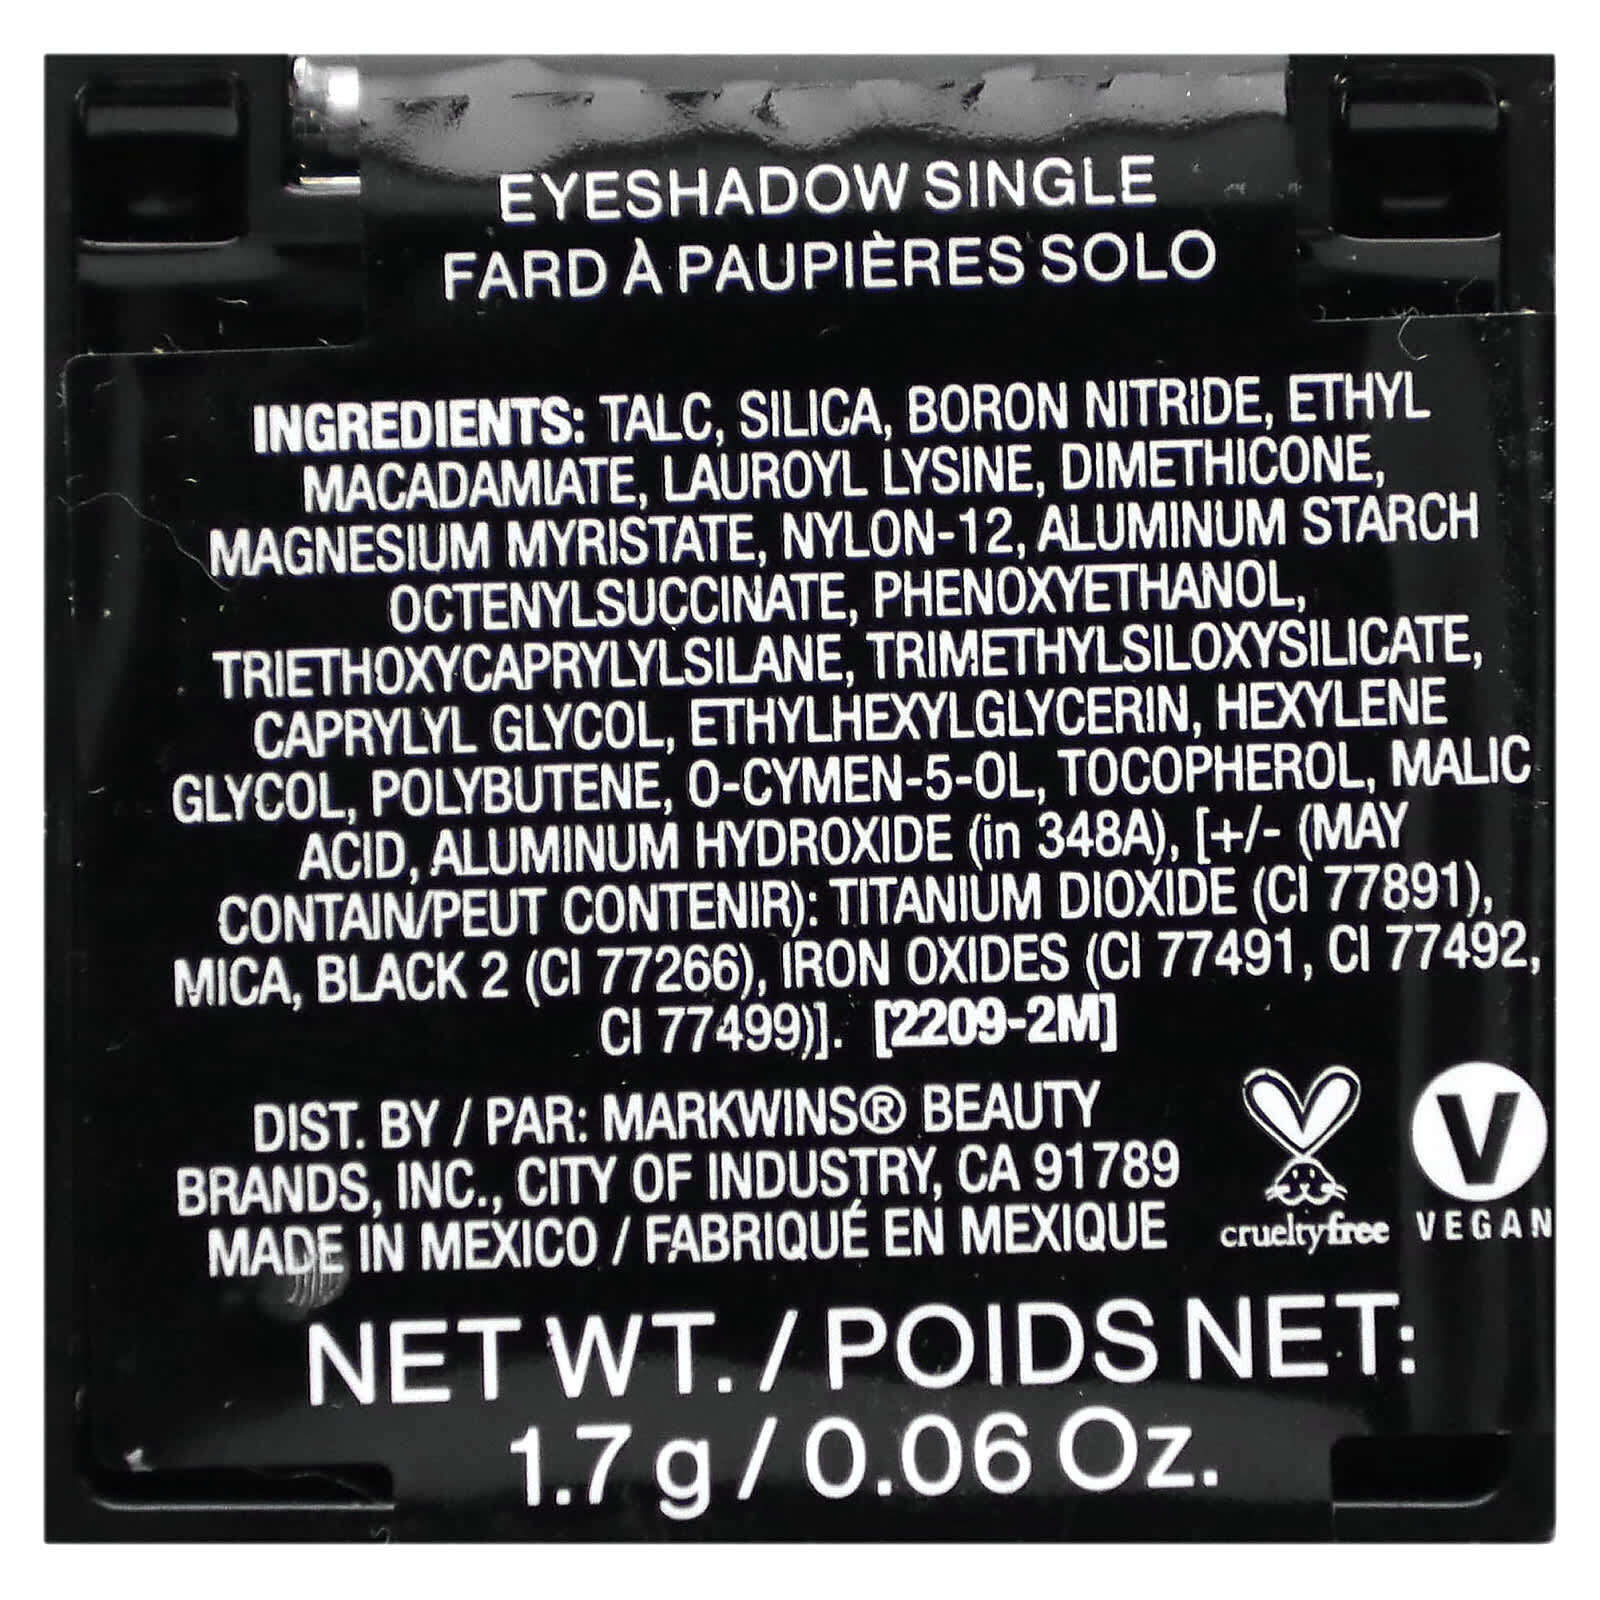 EYESHADOW SINGLE
FARD À PAUPIÈRES SOLO
INGREDIENTS: TALC, SILICA, BORON NITRIDE, ETHYL
MACADAMIATE, LAUROYL LYSINE, DIMETHICONE,
MAGNESIUM MYRISTATE, NYLON-12, ALUMINUM STARCH
OCTENYLSUCCINATE, PHENOXYETHANOL,
TRIETHOXYCAPRYLYLSILANE, TRIMETHYLSILOXYSILICATE,
CAPRYLYL GLYCOL, ETHYLHEXYLGLYCERIN, HEXYLENE
GLYCOL, POLYBUTENE, O-CYMEN-5-OL, TOCOPHEROL, MALIC
ACID, ALUMINUM HYDROXIDE (in 348A), [+/- (MAY
CONTAIN/PEUT CONTENIR): TITANIUM DIOXIDE (CI 77891),
MICA, BLACK 2 (CI 77266), IRON OXIDES (CI 77491, CI 77492,
CI 77499)]. [2209-2M]
DIST. BY / PAR: MARKWINS® BEAUTY
BRANDS, INC., CITY OF INDUSTRY, CA 91789
MADE IN MEXICO / FABRIQUÉ EN MEXIQUE
crueltyfree
V
VEGAN
NET WT. / POIDS NET:
1.7 g / 0.06 Oz.